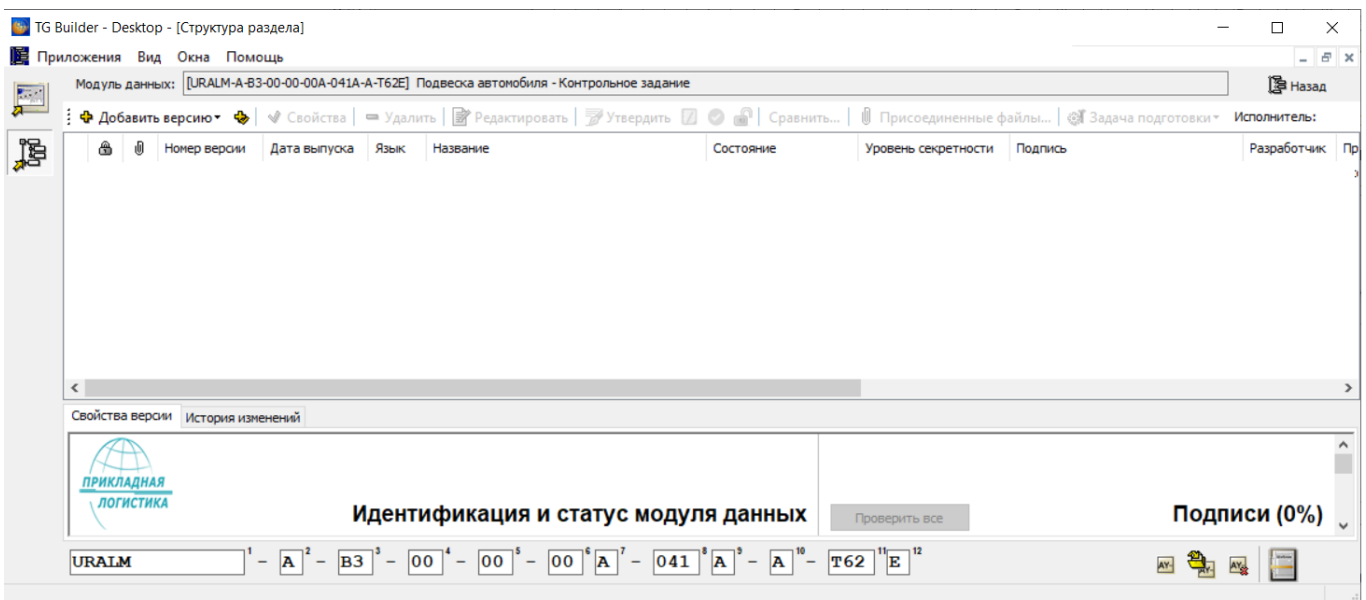 TG Builder - Desktop - [Структура раздела]
Приложения Вид Окна Помощь
Модуль данных: [URALM-A-B3-00-00-00A-041A-A-T62E] Подвеска автомобиля - Контрольное задание Назад
Добавить версию Свойства Удалить Редактировать Утвердить Сравнить... Присоединенные файлы... Задача подготовки Исполнитель:
Номер версии Дата выпуска Язык Название Состояние Уровень секретности Подпись Разработчик Пр
Свойства версии История изменений
ПРИКЛАДНАЯ
ЛОГИСТИКА
Идентификация и статус модуля данных Проверить все Подписи (0%)
URALM 1 - A 2 - B3 3 - 00 4 - 00 5 - 00 6 A 7 - 041 8 A 9 - A 10 - T62 11 E 12